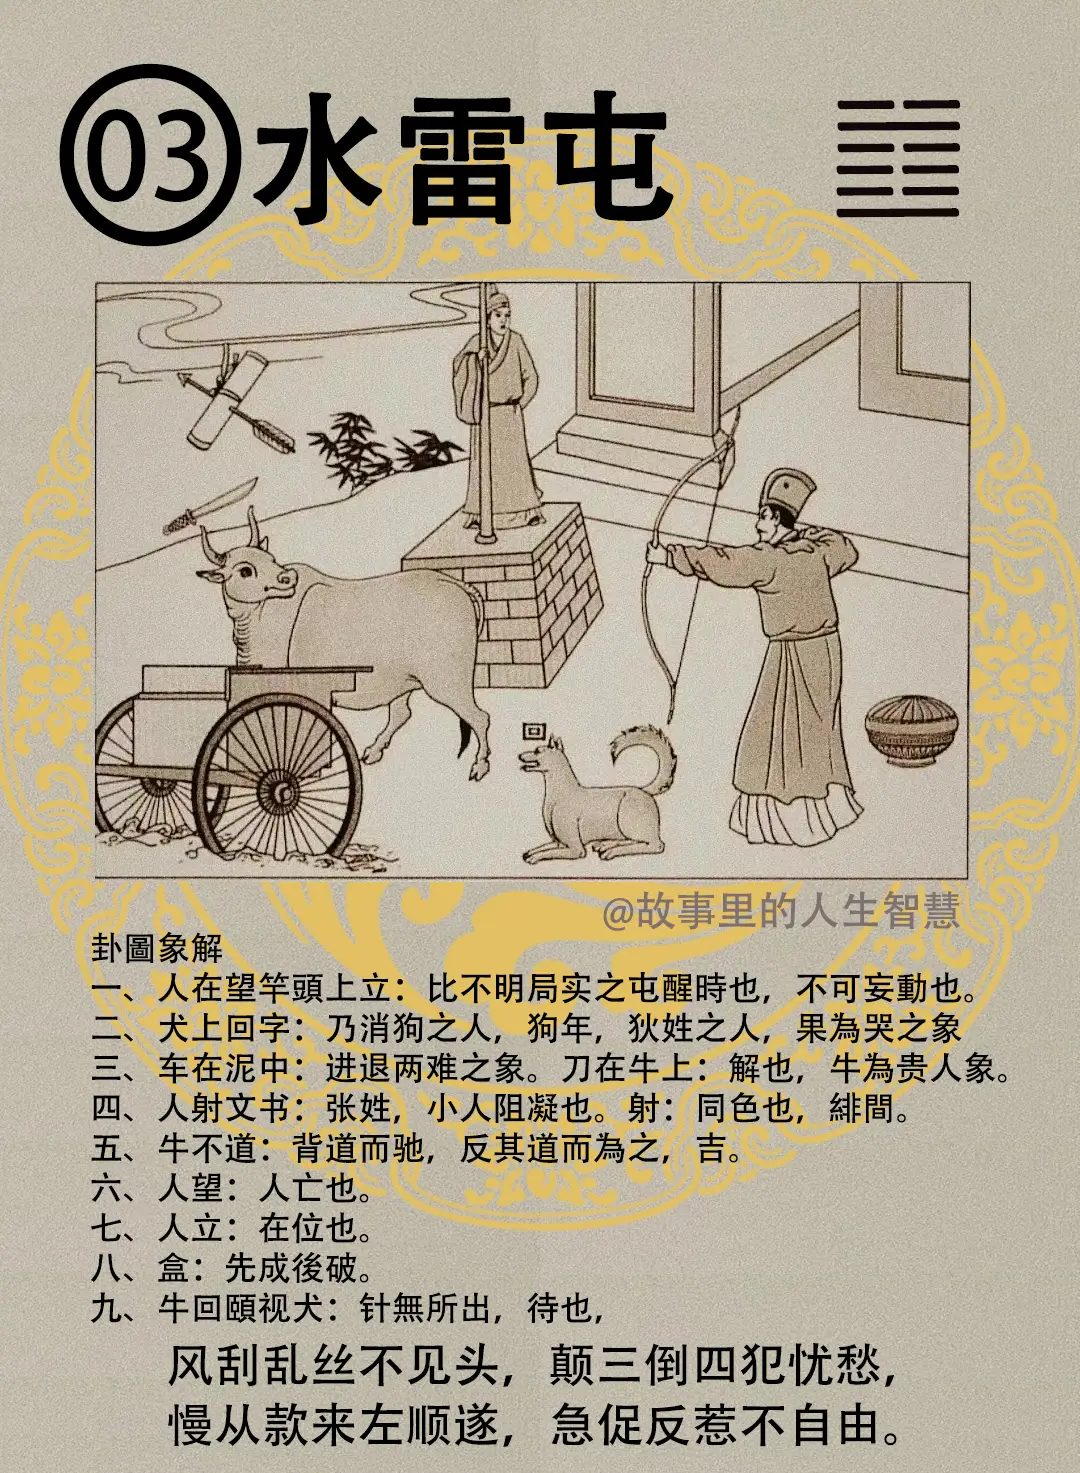 03 水雷屯
回
@故事里的人生智慧
卦圖象解
一、人在望竿頭上立：比不明局实之屯醒時也，不可妄動也。
二、犬上回字：乃消狗之人，狗年，狄姓之人，果為哭之象
三、车在泥中：进退两难之象。刀在牛上：解也，牛為贵人象。
四、人射文书：张姓，小人阻凝也。射：同色也，緋間。
五、牛不道：背道而驰，反其道而為之，吉。
六、人望：人亡也。
七、人立：在位也。
八、盒：先成後破。
九、牛回頤视犬：针無所出，待也，
风刮乱丝不见头，颠三倒四犯忧愁，
慢从款来左顺遂，急促反惹不自由。